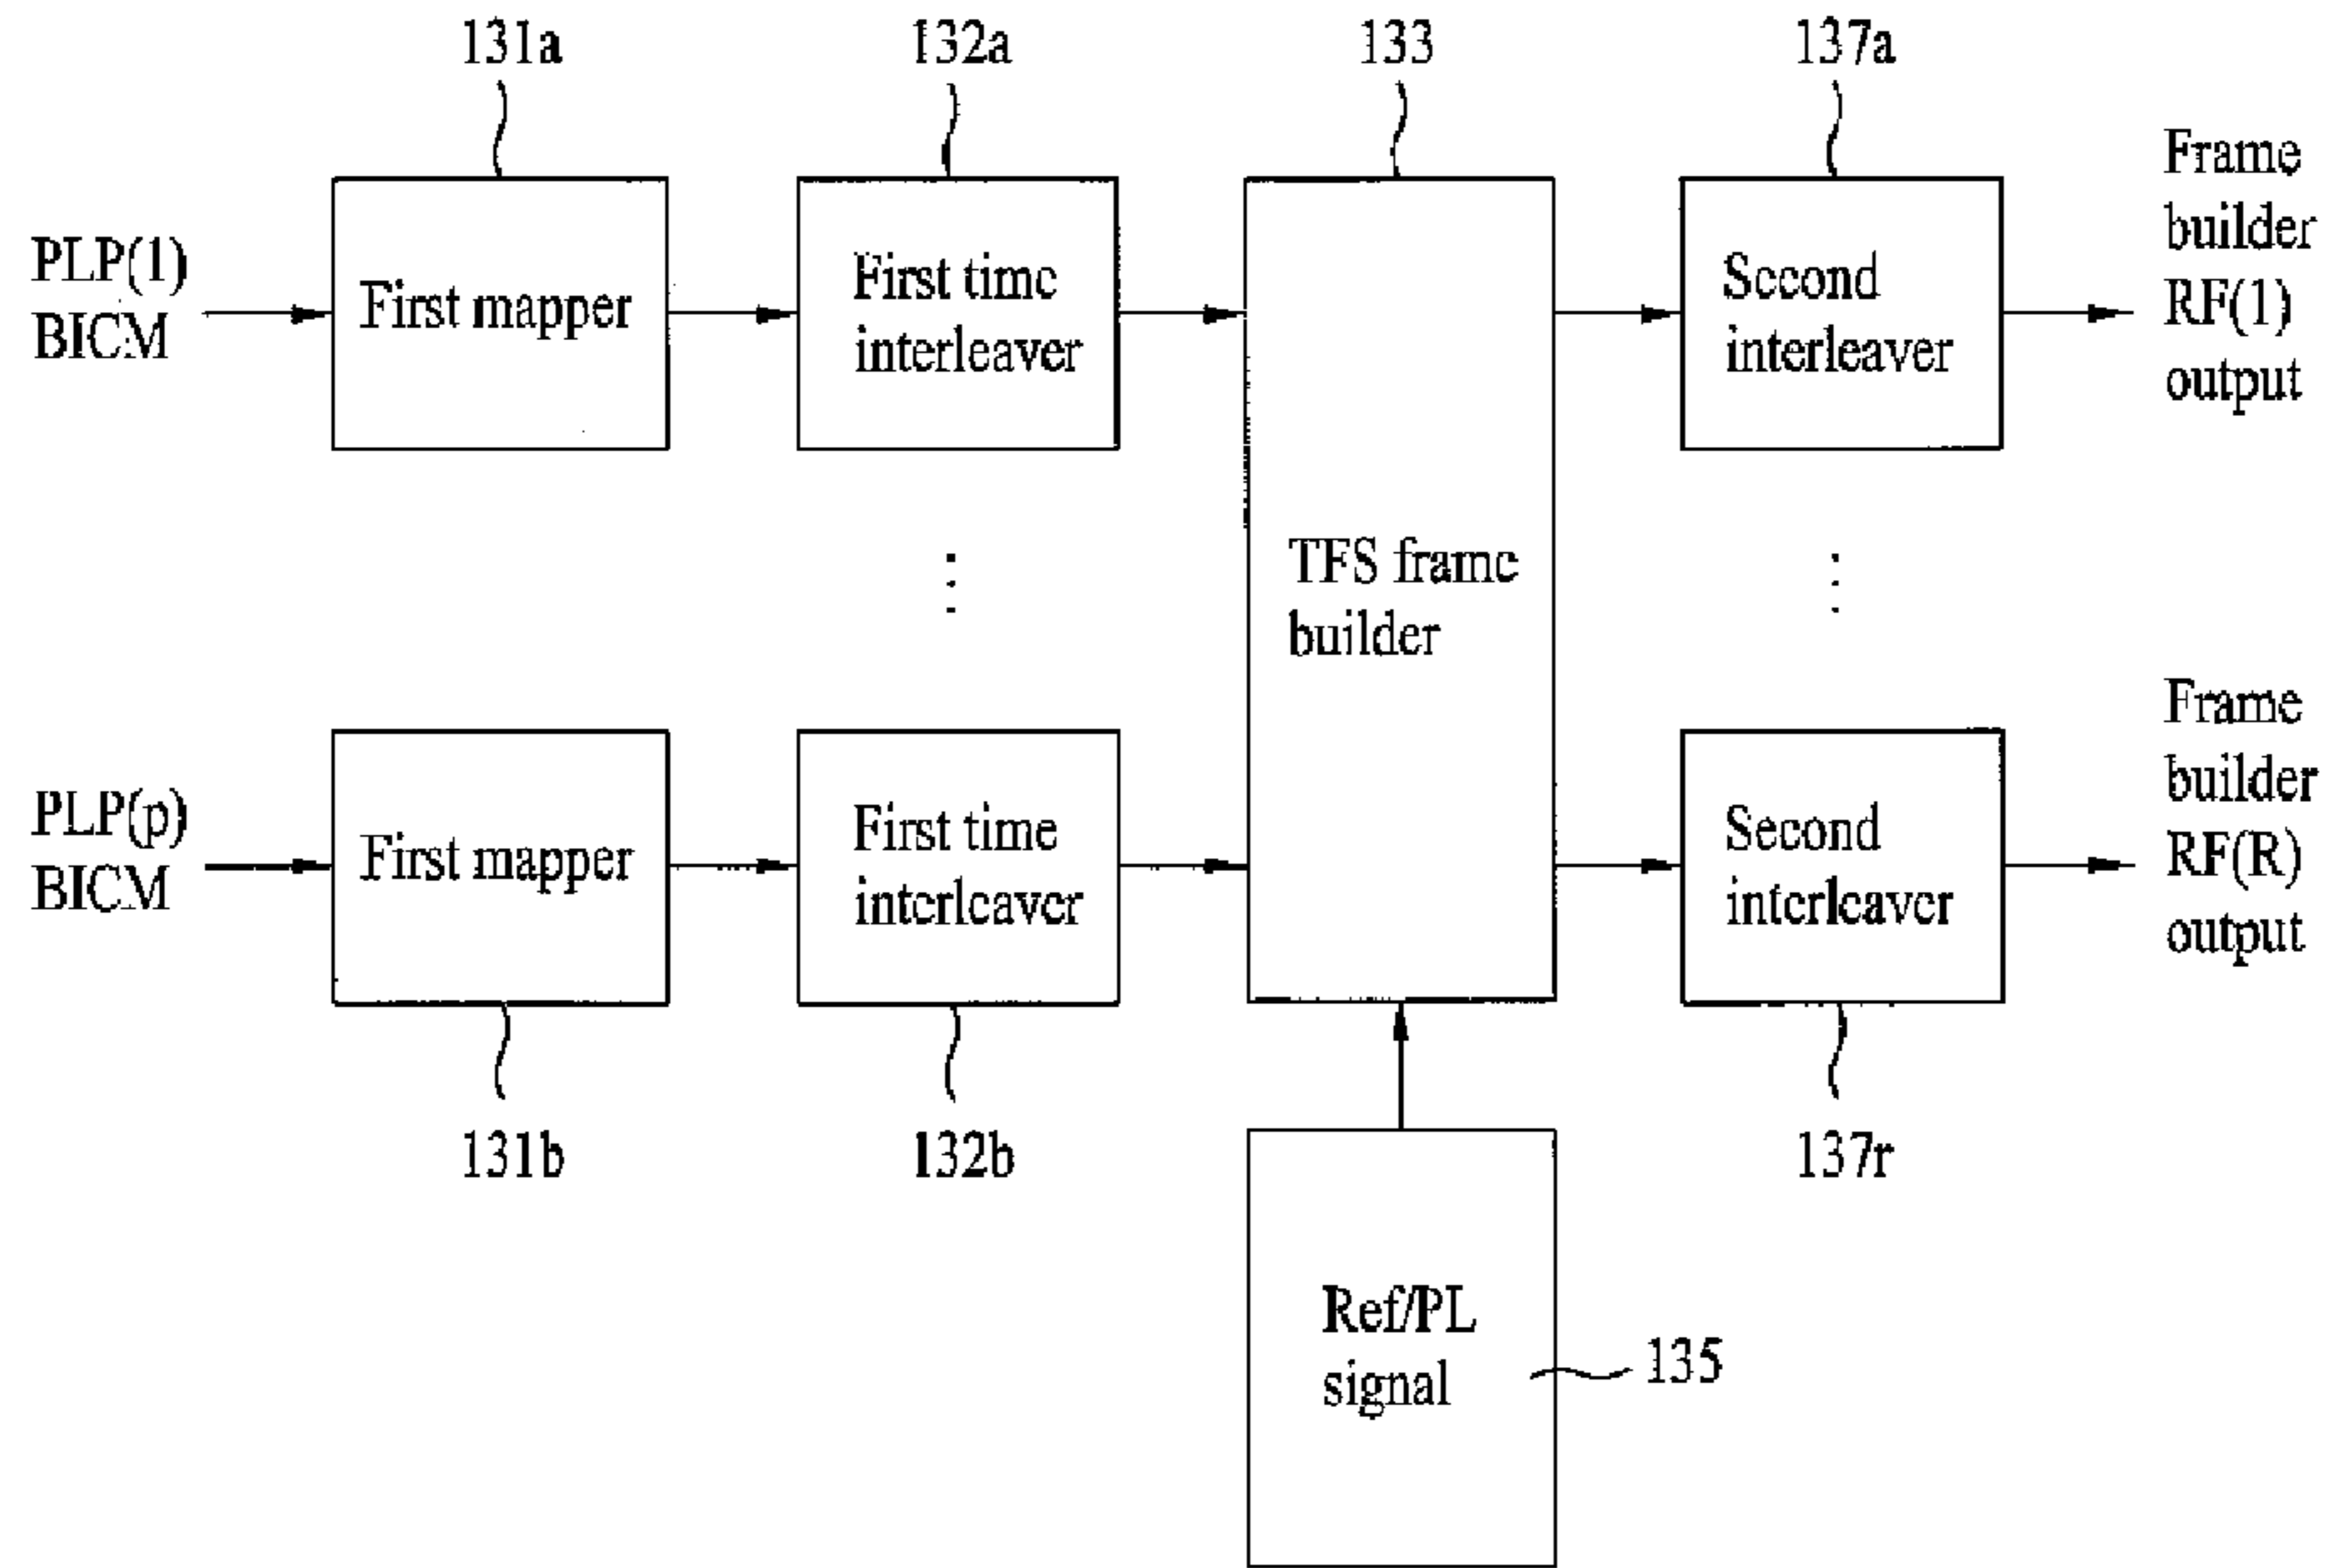 131a
132a
133
137a
PLP(1)
BICM
First mapper
First time
interleaver
Second
interleaver
Frame
builder
RF(1)
output
TFS frame
builder
PLP(p)
BICM
First mapper
First time
interleaver
Second
interleaver
Frame
builder
RF(R)
output
131b
132b
137r
Ref/PL
signal
135